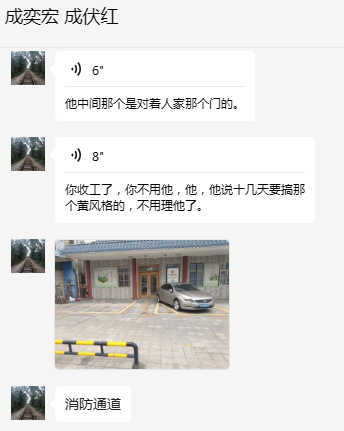 成奕宏 成伏红
6"
他中间那个是对着人家那个门的。
8"
你收工了，你不用他，他，他说十几天要搞那
个黄风格的，不用理他了。
消防通道